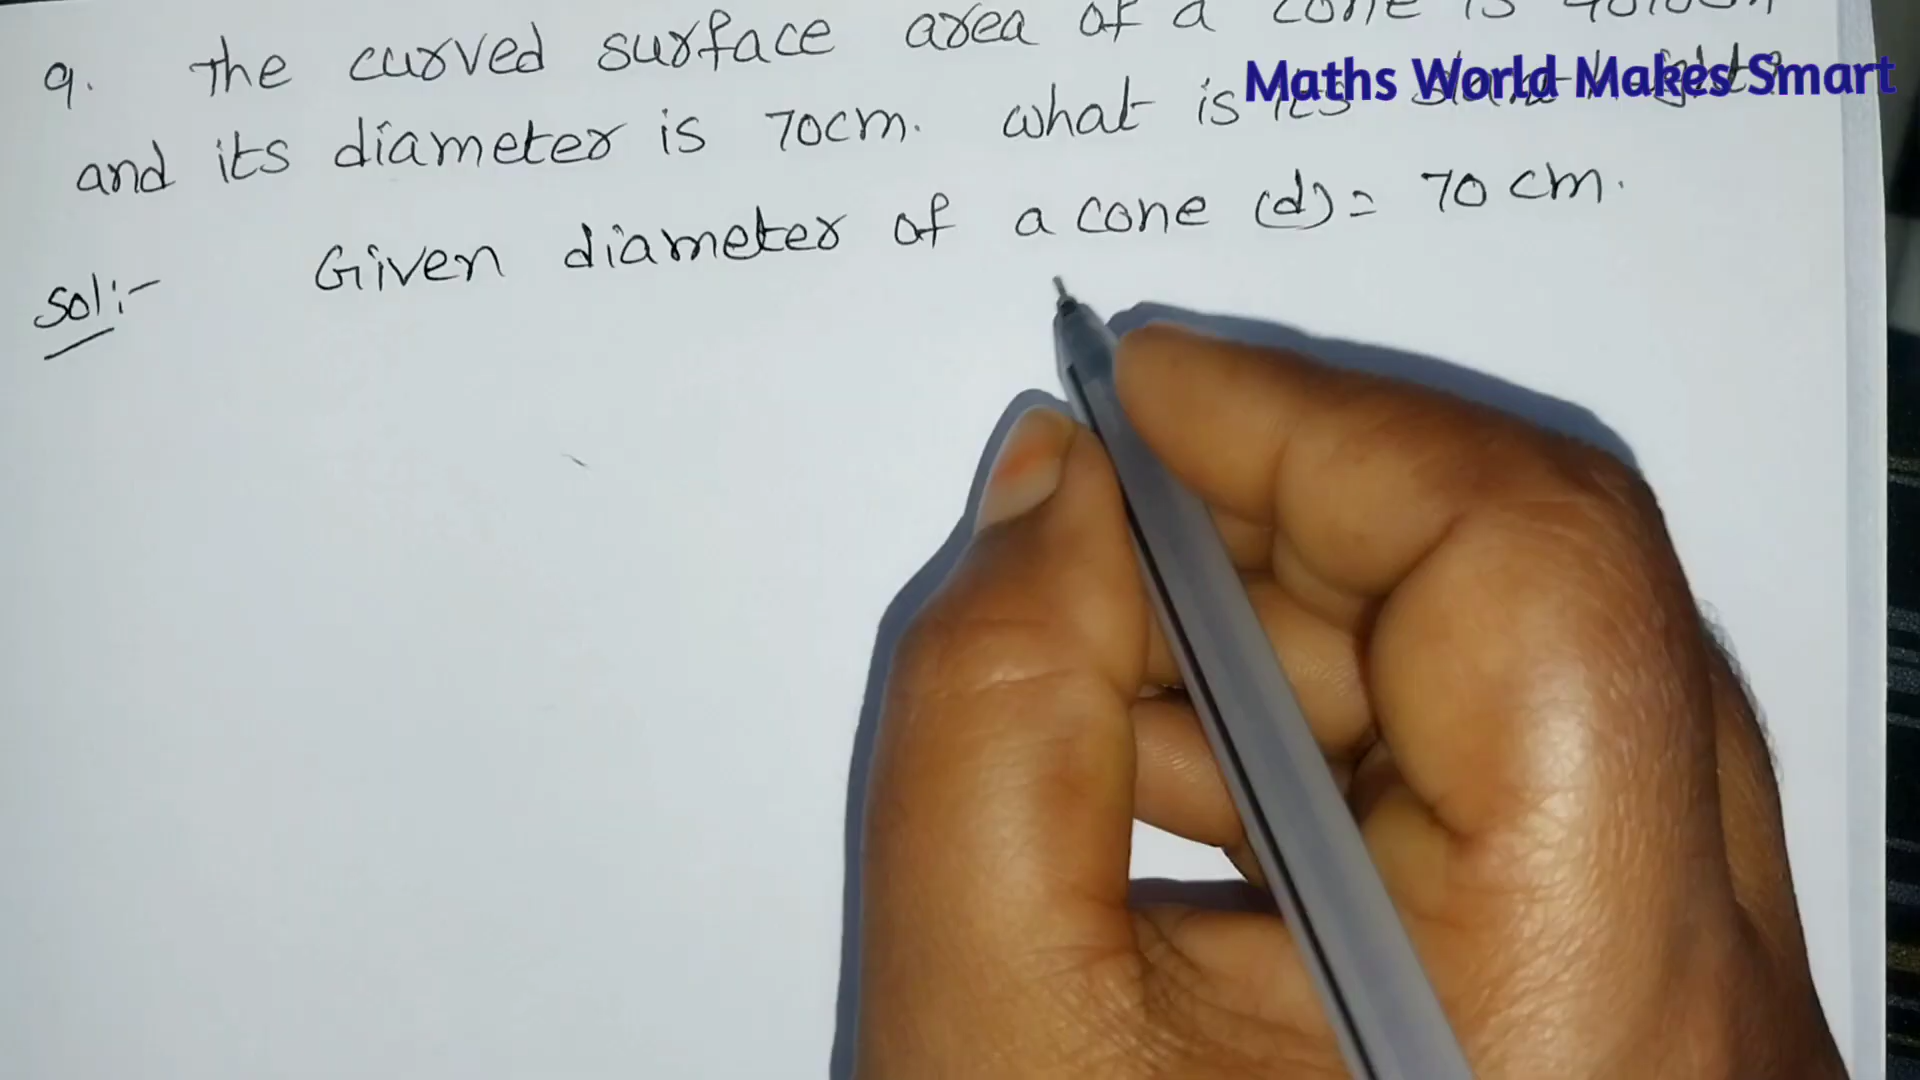 9. The curved surface area of a cone is
Maths World Makes Smart
and its diameter is 70cm. what is its
Sol:- Given diameter of a cone (d) = 70 cm.